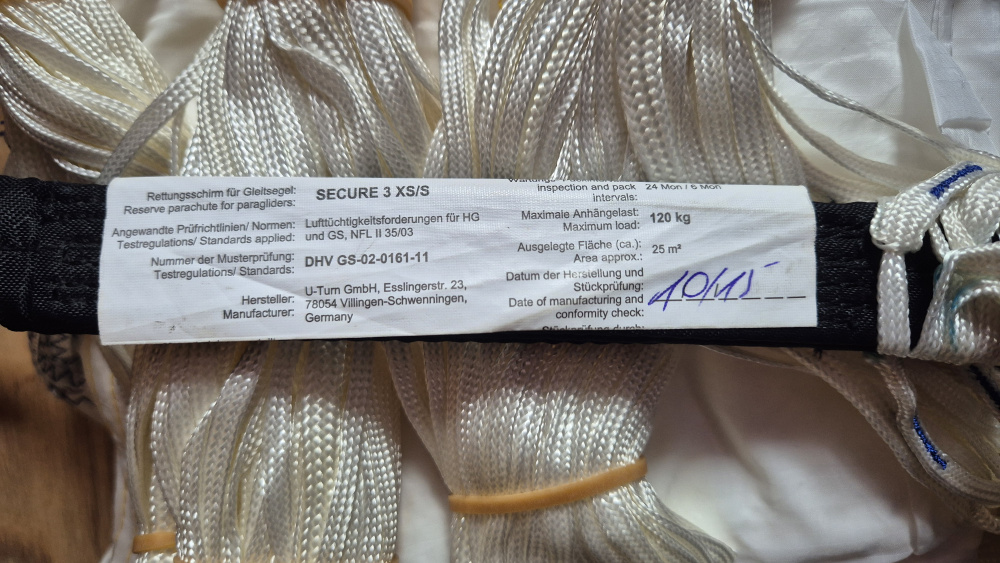 Rettungsschirm für Gleitsegel: SECURE 3 XS/S
Reserve parachute for paragliders:
Angewandte Prüfrichtlinien/ Normen: Lufttüchtigkeitsforderungen für HG
Testregulations/ Standards applied: und GS, NFL II 35/03
Nummer der Musterprüfung: DHV GS-02-0161-11
Testregulations/ Standards:
Hersteller: U-Turn GmbH, Esslingerstr. 23,
Manufacturer: 78054 Villingen-Schwenningen,
Germany
inspection and pack 24 Mon / 6 Mon
intervals:
Maximale Anhängelast: 120 kg
Maximum load:
Ausgelegte Fläche (ca.): 25 m²
Area approx.:
Datum der Herstellung und
Stückprüfung: 10/15
Date of manufacturing and
conformity check:
Stückprüfung durch: